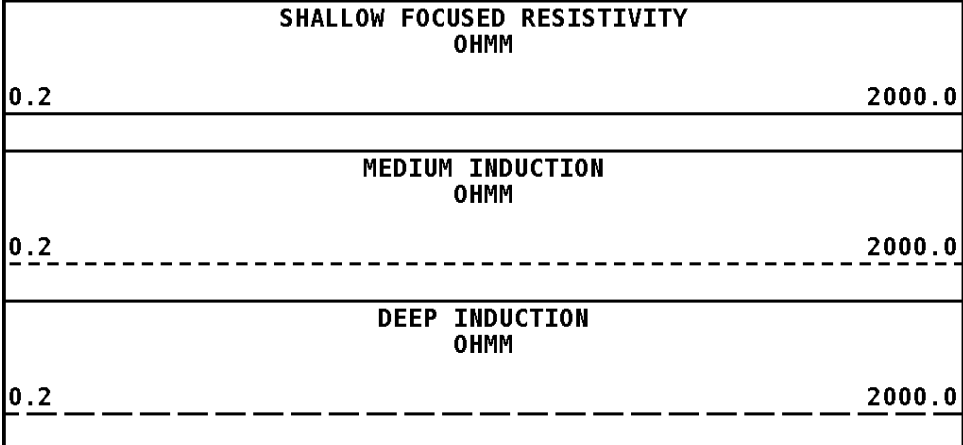 SHALLOW FOCUSED RESISTIVITY
OHMM
0.2 2000.0
MEDIUM INDUCTION
OHMM
0.2 2000.0
DEEP INDUCTION
OHMM
0.2 2000.0